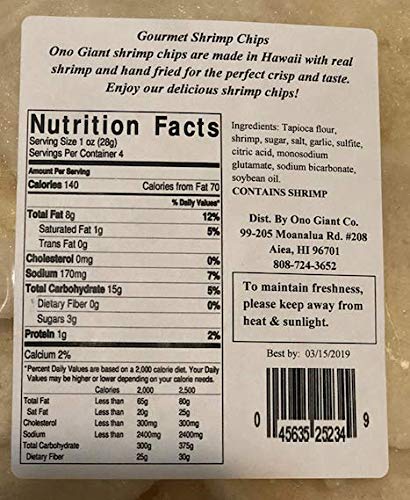 Gourmet Shrimp Chips
Ono Giant shrimp chips are made in Hawaii with real
shrimp and hand fried for the perfect crisp and taste.
Enjoy our delicious shrimp chips!
Nutrition Facts
Serving Size 1 oz (28g)
Servings Per Container 4
Amount Per Serving
Calories 140 Calories from Fat 70
% Daily Values*
Total Fat 8g 12%
Saturated Fat 1g 5%
Trans Fat 0g
Cholesterol 0mg 0%
Sodium 170mg 7%
Total Carbohydrate 15g 5%
Dietary Fiber 0g 0%
Sugars 3g
Protein 1g 2%
Calcium 2%
*Percent Daily Values are based on a 2,000 calorie diet. Your Daily
Values may be higher or lower depending on your calorie needs.
Calories 2,000 2,500
Total Fat Less than 65g 80g
Sat Fat Less than 20g 25g
Cholesterol Less than 300mg 300mg
Sodium Less than 2400mg 2400mg
Total Carbohydrate 300g 375g
Dietary Fiber 25g 30g
Ingredients: Tapioca flour,
shrimp, sugar, salt, garlic, sulfite,
citric acid, monosodium
glutamate, sodium bicarbonate,
soybean oil.
CONTAINS SHRIMP
Dist. By Ono Giant Co.
99-205 Moanalua Rd. #208
Aiea, HI 96701
808-724-3652
To maintain freshness,
please keep away from
heat & sunlight.
Best by: 03/15/2019
0 45635 25234 9